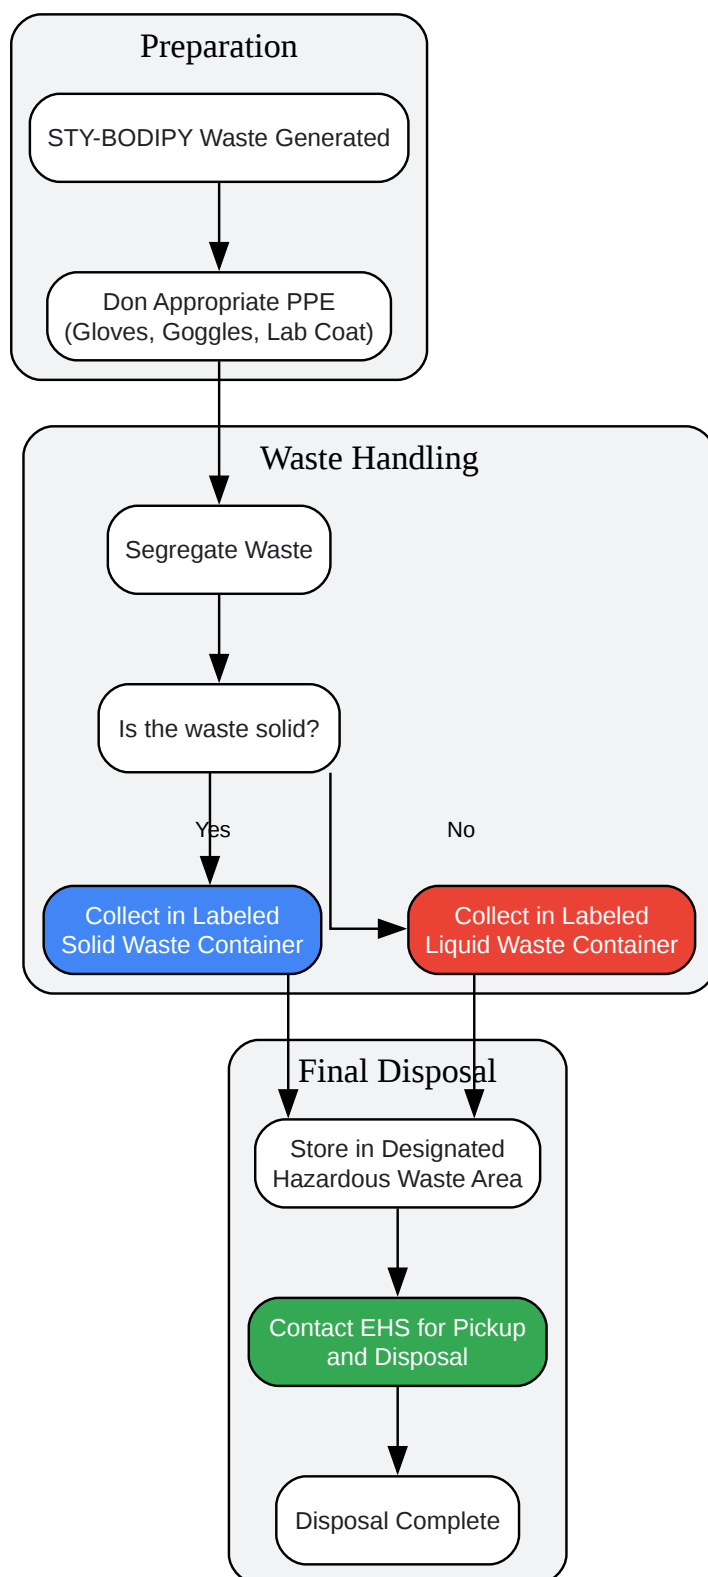 Preparation
STY-BODIPY Waste Generated
Don Appropriate PPE
(Gloves, Goggles, Lab Coat)
Waste Handling
Segregate Waste
Is the waste solid?
Yes
No
Collect in Labeled
Solid Waste Container
Collect in Labeled
Liquid Waste Container
Final Disposal
Store in Designated
Hazardous Waste Area
Contact EHS for Pickup
and Disposal
Disposal Complete